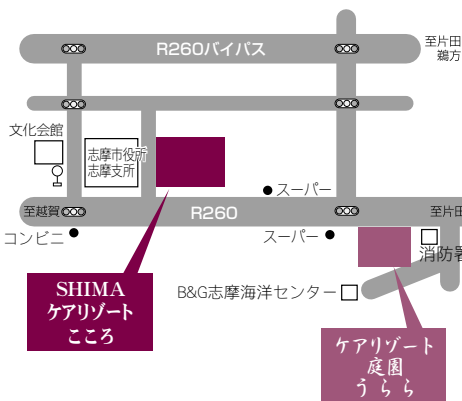 R260バイパス
至片田
鵜方
文化会館
志摩市役所
志摩支所
スーパー
至越賀
R260
至片田
コンビニ
スーパー
消防署
SHIMA
ケアリゾート
こころ
B&G志摩海洋センター
ケアリゾート
庭園
うらら